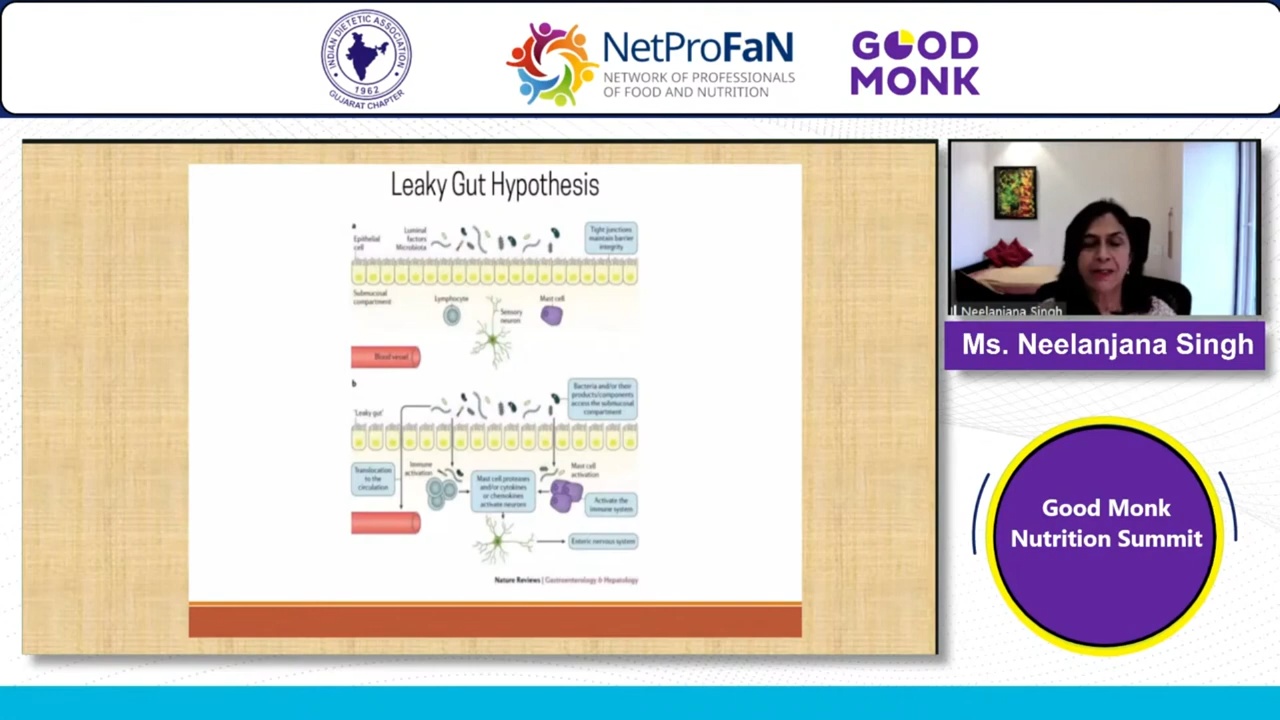 INDIAN DIETETIC ASSOCIATION
1962
GUJARAT CHAPTER
NetProFaN
NETWORK OF PROFESSIONALS
OF FOOD AND NUTRITION
GOOD
MONK
Leaky Gut Hypothesis
a
Epithelial
cell
Luminal
factors
Microbiota
Tight junctions
maintain barrier
integrity
Submucosal
compartment
Lymphocyte
Sensory
neuron
Mast cell
Blood vessel
b
'Leaky gut'
Bacteria and/or their
products/components
access the submucosal
compartment
Translocation
to the
circulation
Immune
activation
Mast cell proteases
and/or cytokines
or chemokines
activate neuron
Mast cell
activation
Activate the
immune system
Enteric nervous system
Nature Reviews | Gastroenterology & Hepatology
Neelanjana Singh
Ms. Neelanjana Singh
Good Monk
Nutrition Summit